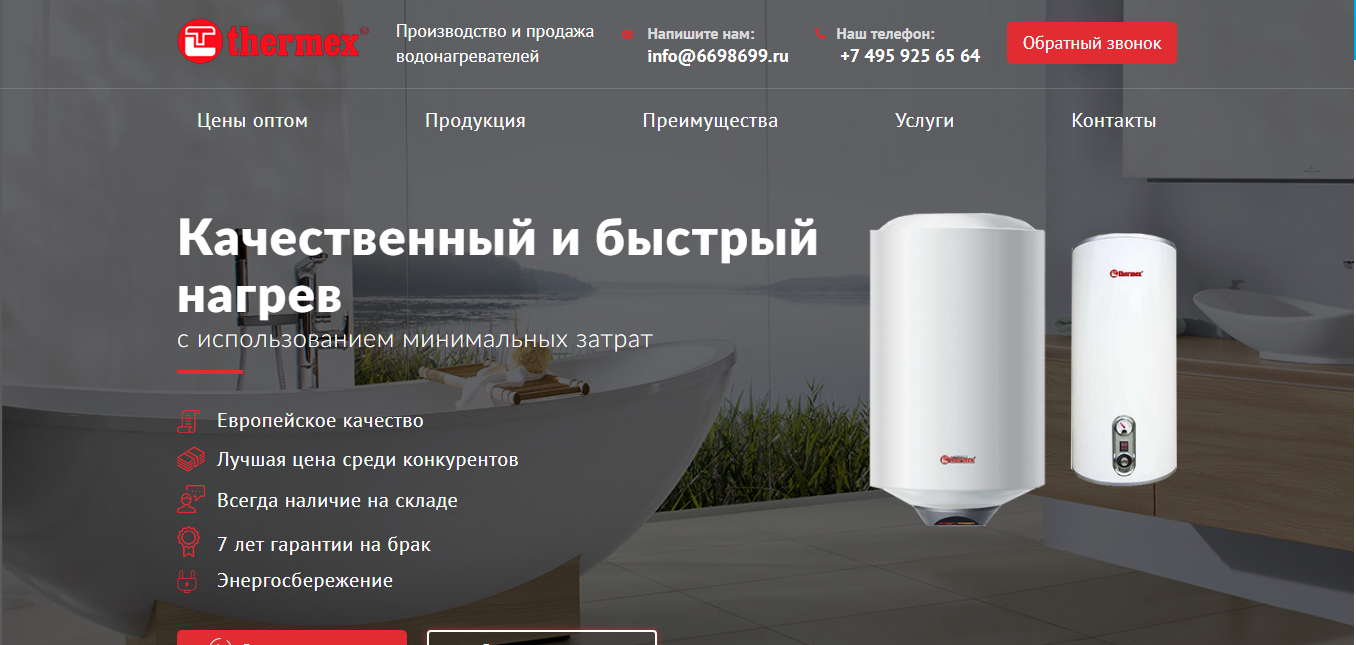 thermex®
Производство и продажа
водонагревателей
Напишите нам:
info@6698699.ru
Наш телефон:
+7 495 925 65 64
Обратный звонок
Цены оптом
Продукция
Преимущества
Услуги
Контакты
Качественный и быстрый
нагрев
с использованием минимальных затрат
Европейское качество
Лучшая цена среди конкурентов
Всегда наличие на складе
7 лет гарантии на брак
Энергосбережение
thermex
thermex